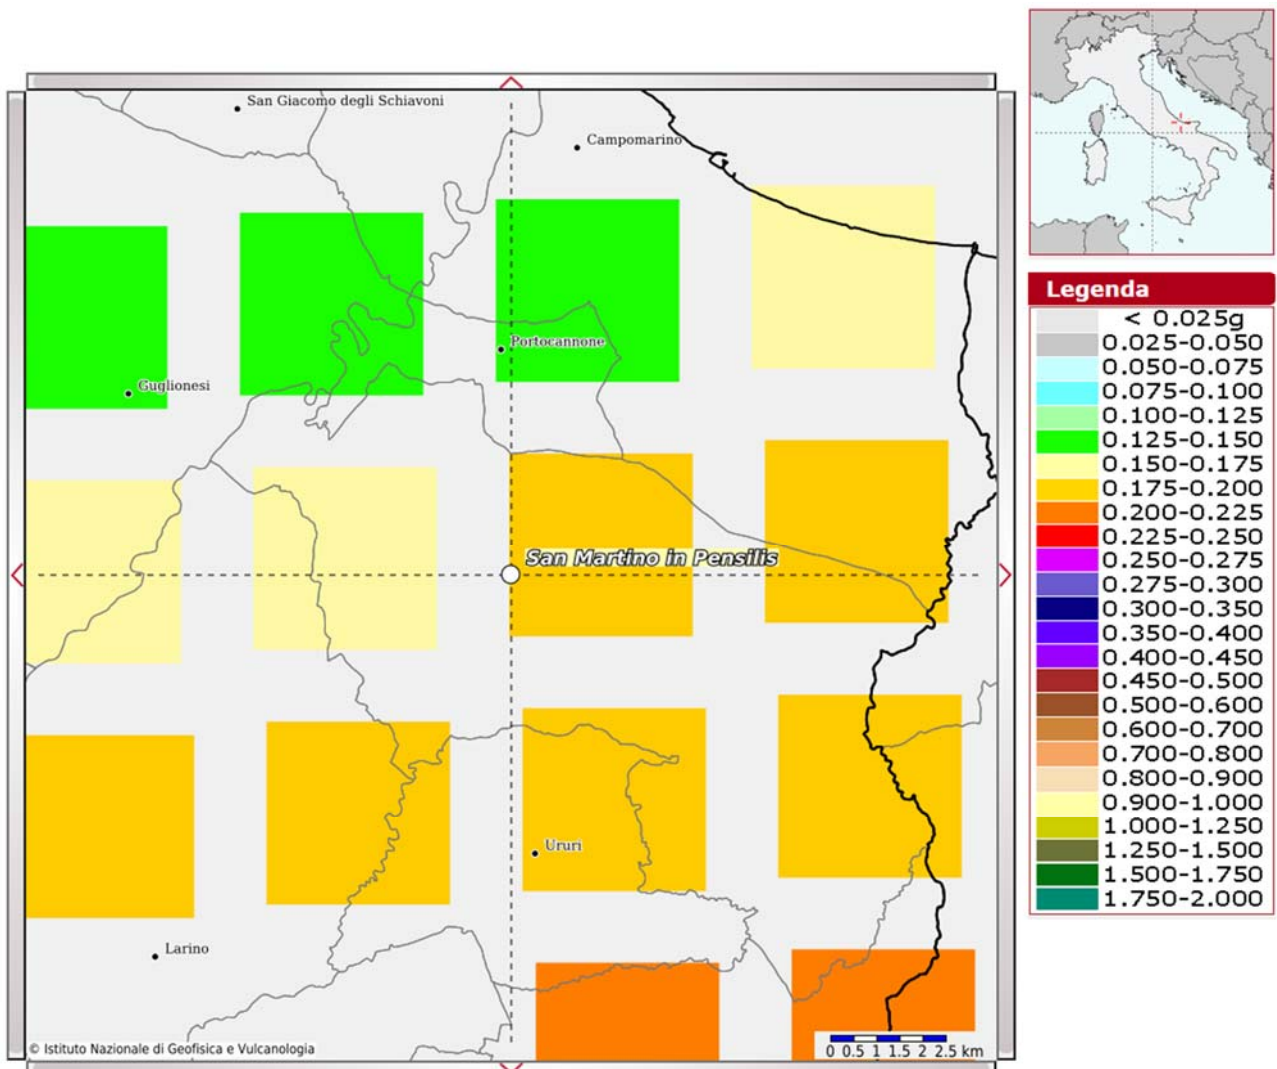 San Giacomo degli Schiavoni
Campomarino
Portocannone
Guglionesi
San Martino in Pensilis
Ururi
Larino
© Istituto Nazionale di Geofisica e Vulcanologia
0 0.5 1 1.5 2 2.5 km
Legenda
< 0.025g
0.025-0.050
0.050-0.075
0.075-0.100
0.100-0.125
0.125-0.150
0.150-0.175
0.175-0.200
0.200-0.225
0.225-0.250
0.250-0.275
0.275-0.300
0.300-0.350
0.350-0.400
0.400-0.450
0.450-0.500
0.500-0.600
0.600-0.700
0.700-0.800
0.800-0.900
0.900-1.000
1.000-1.250
1.250-1.500
1.500-1.750
1.750-2.000